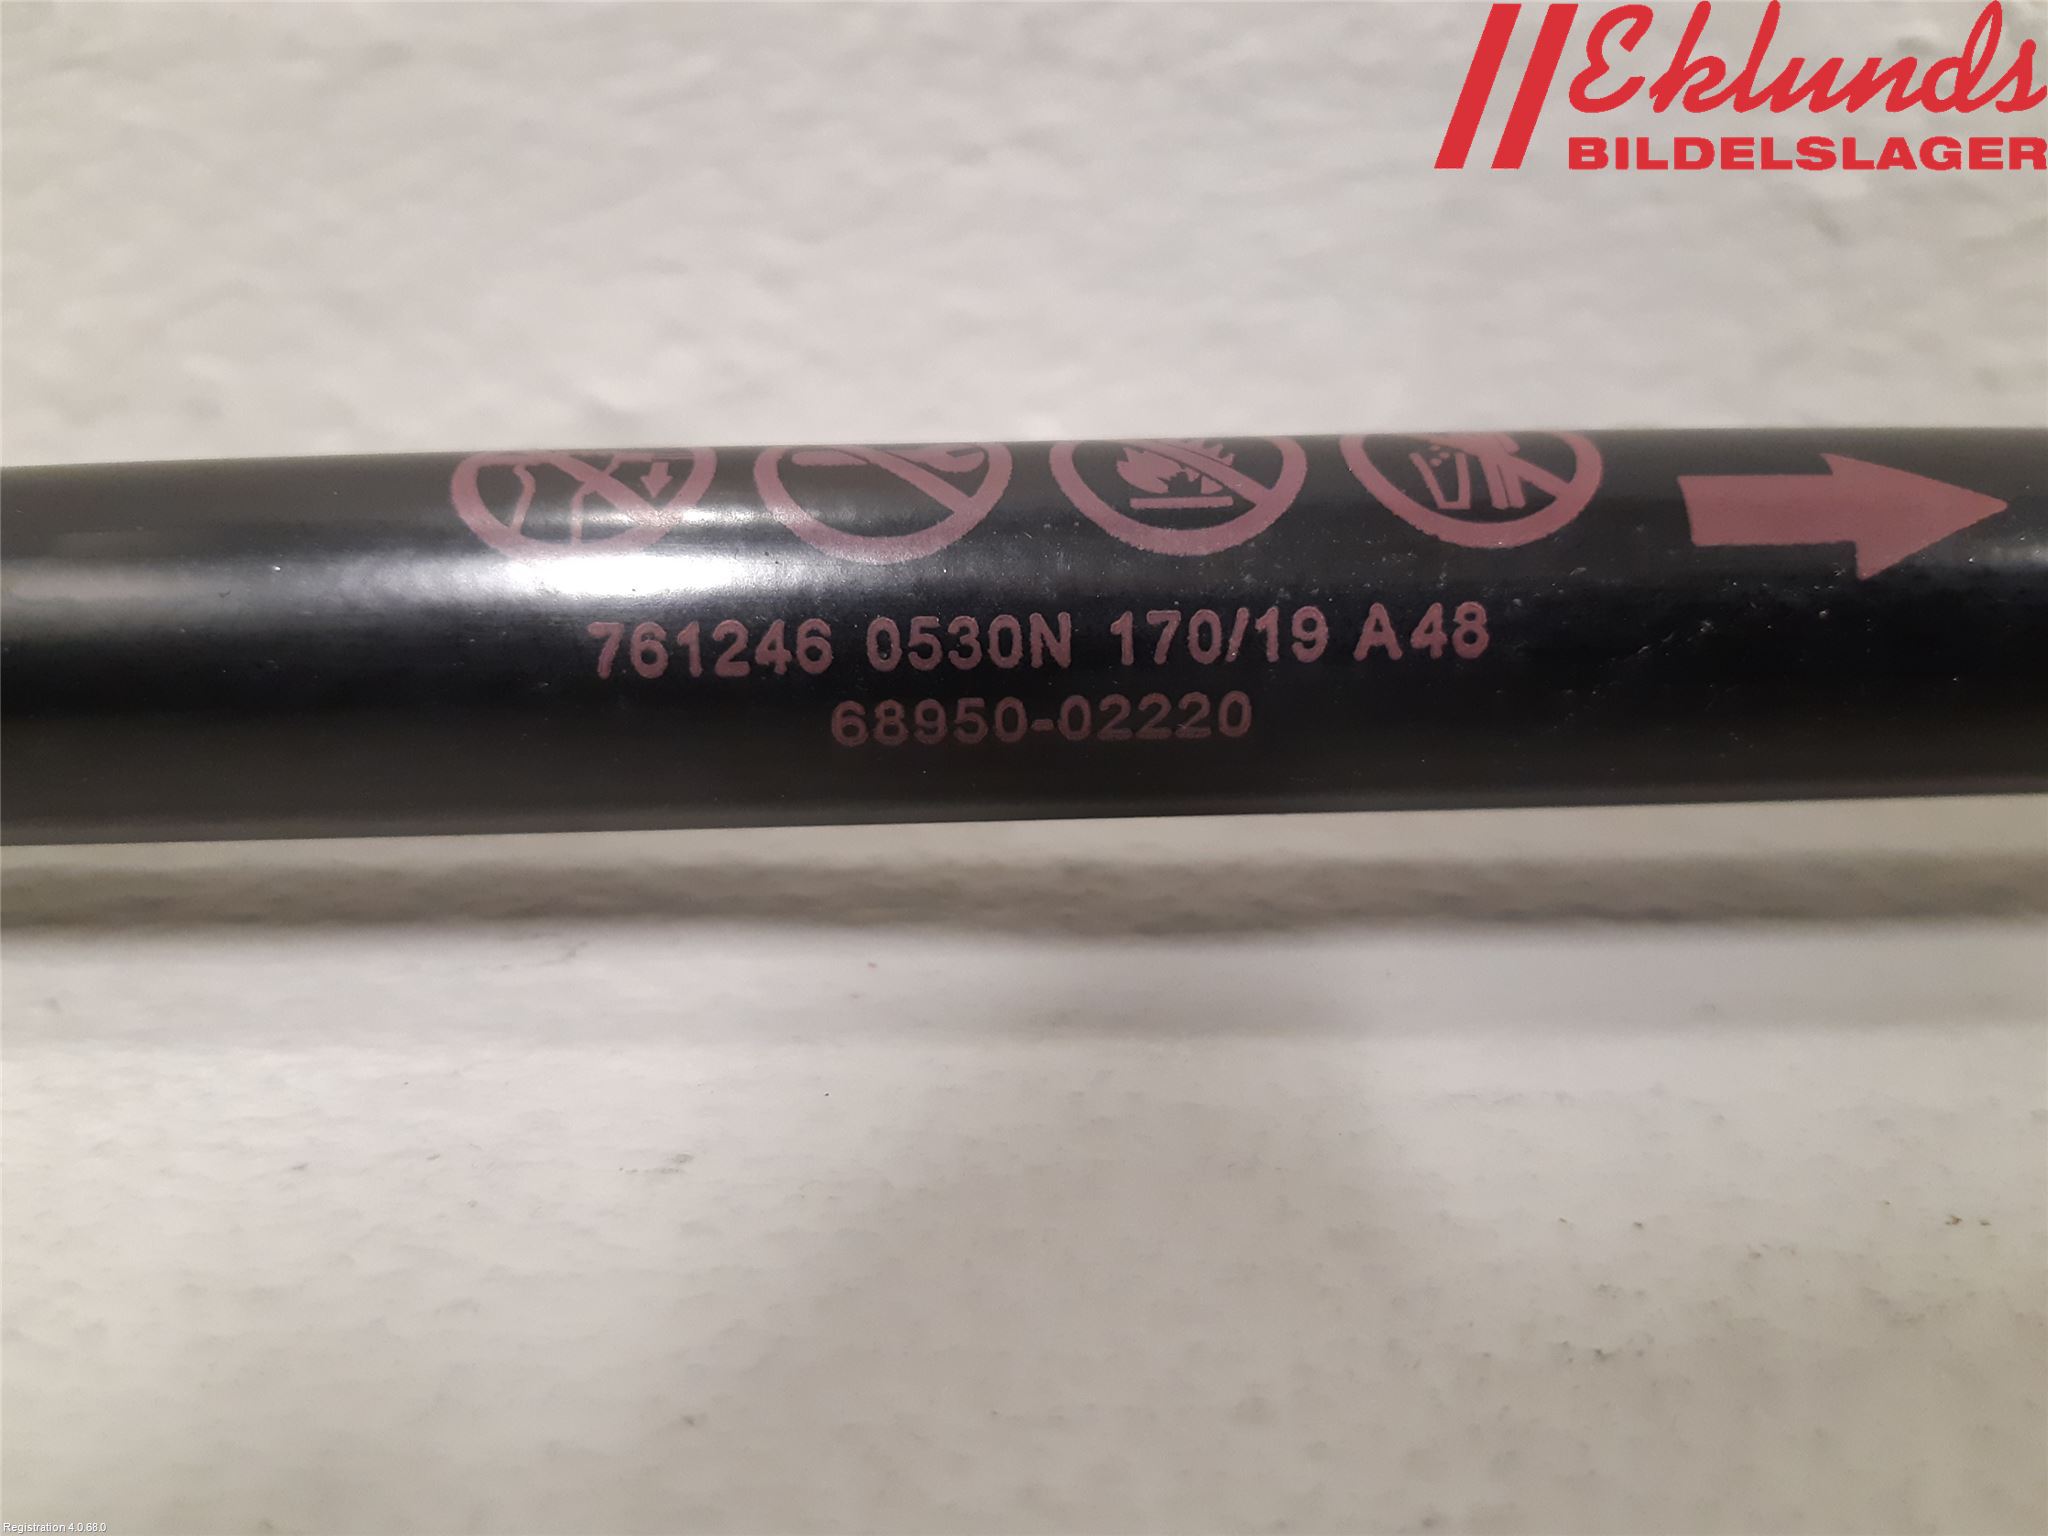 Eklunds
BILDELSLAGER
761246 0530N 170/19 A48
68950-02220
Registration 4.0.68.0